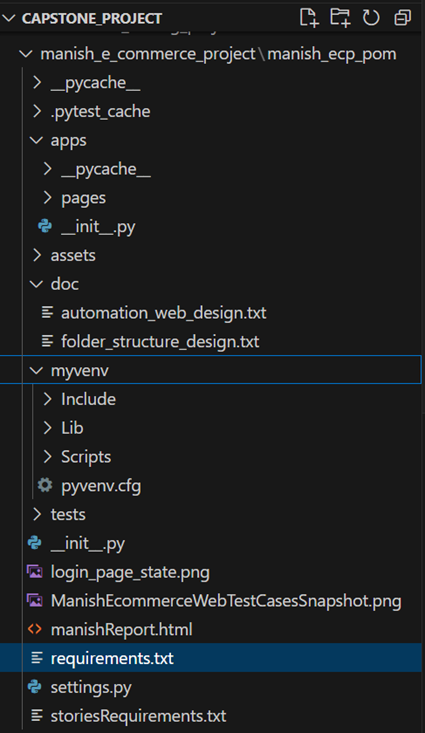 CAPSTONE_PROJECT
manish_e_commerce_project\manish_ecp_pom
__pycache__
.pytest_cache
apps
__pycache__
pages
__init__.py
assets
doc
automation_web_design.txt
folder_structure_design.txt
myvenv
Include
Lib
Scripts
pyvenv.cfg
tests
__init__.py
login_page_state.png
ManishEcommerceWebTestCasesSnapshot.png
manishReport.html
requirements.txt
settings.py
storiesRequirements.txt